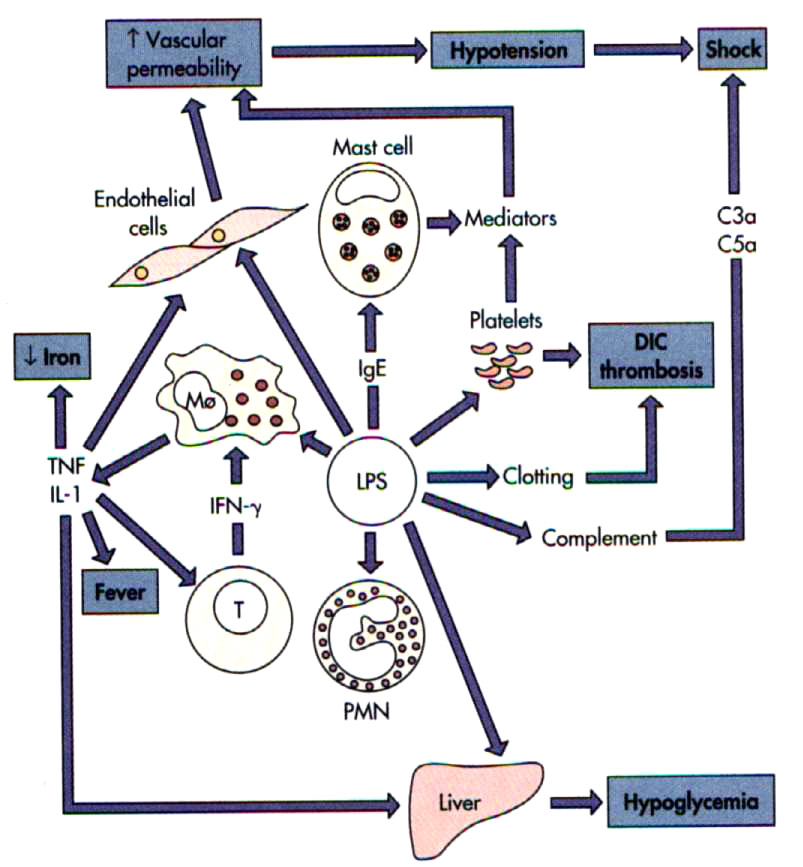 ↑ Vascular
permeability
Hypotension
Shock
Mast cell
Endothelial
cells
Mediators
C3a
C5a
Platelets
↓ Iron
IgE
DIC
thrombosis
Mø
TNF
IL-1
LPS
Clotting
IFN-γ
Complement
Fever
T
PMN
Liver
Hypoglycemia